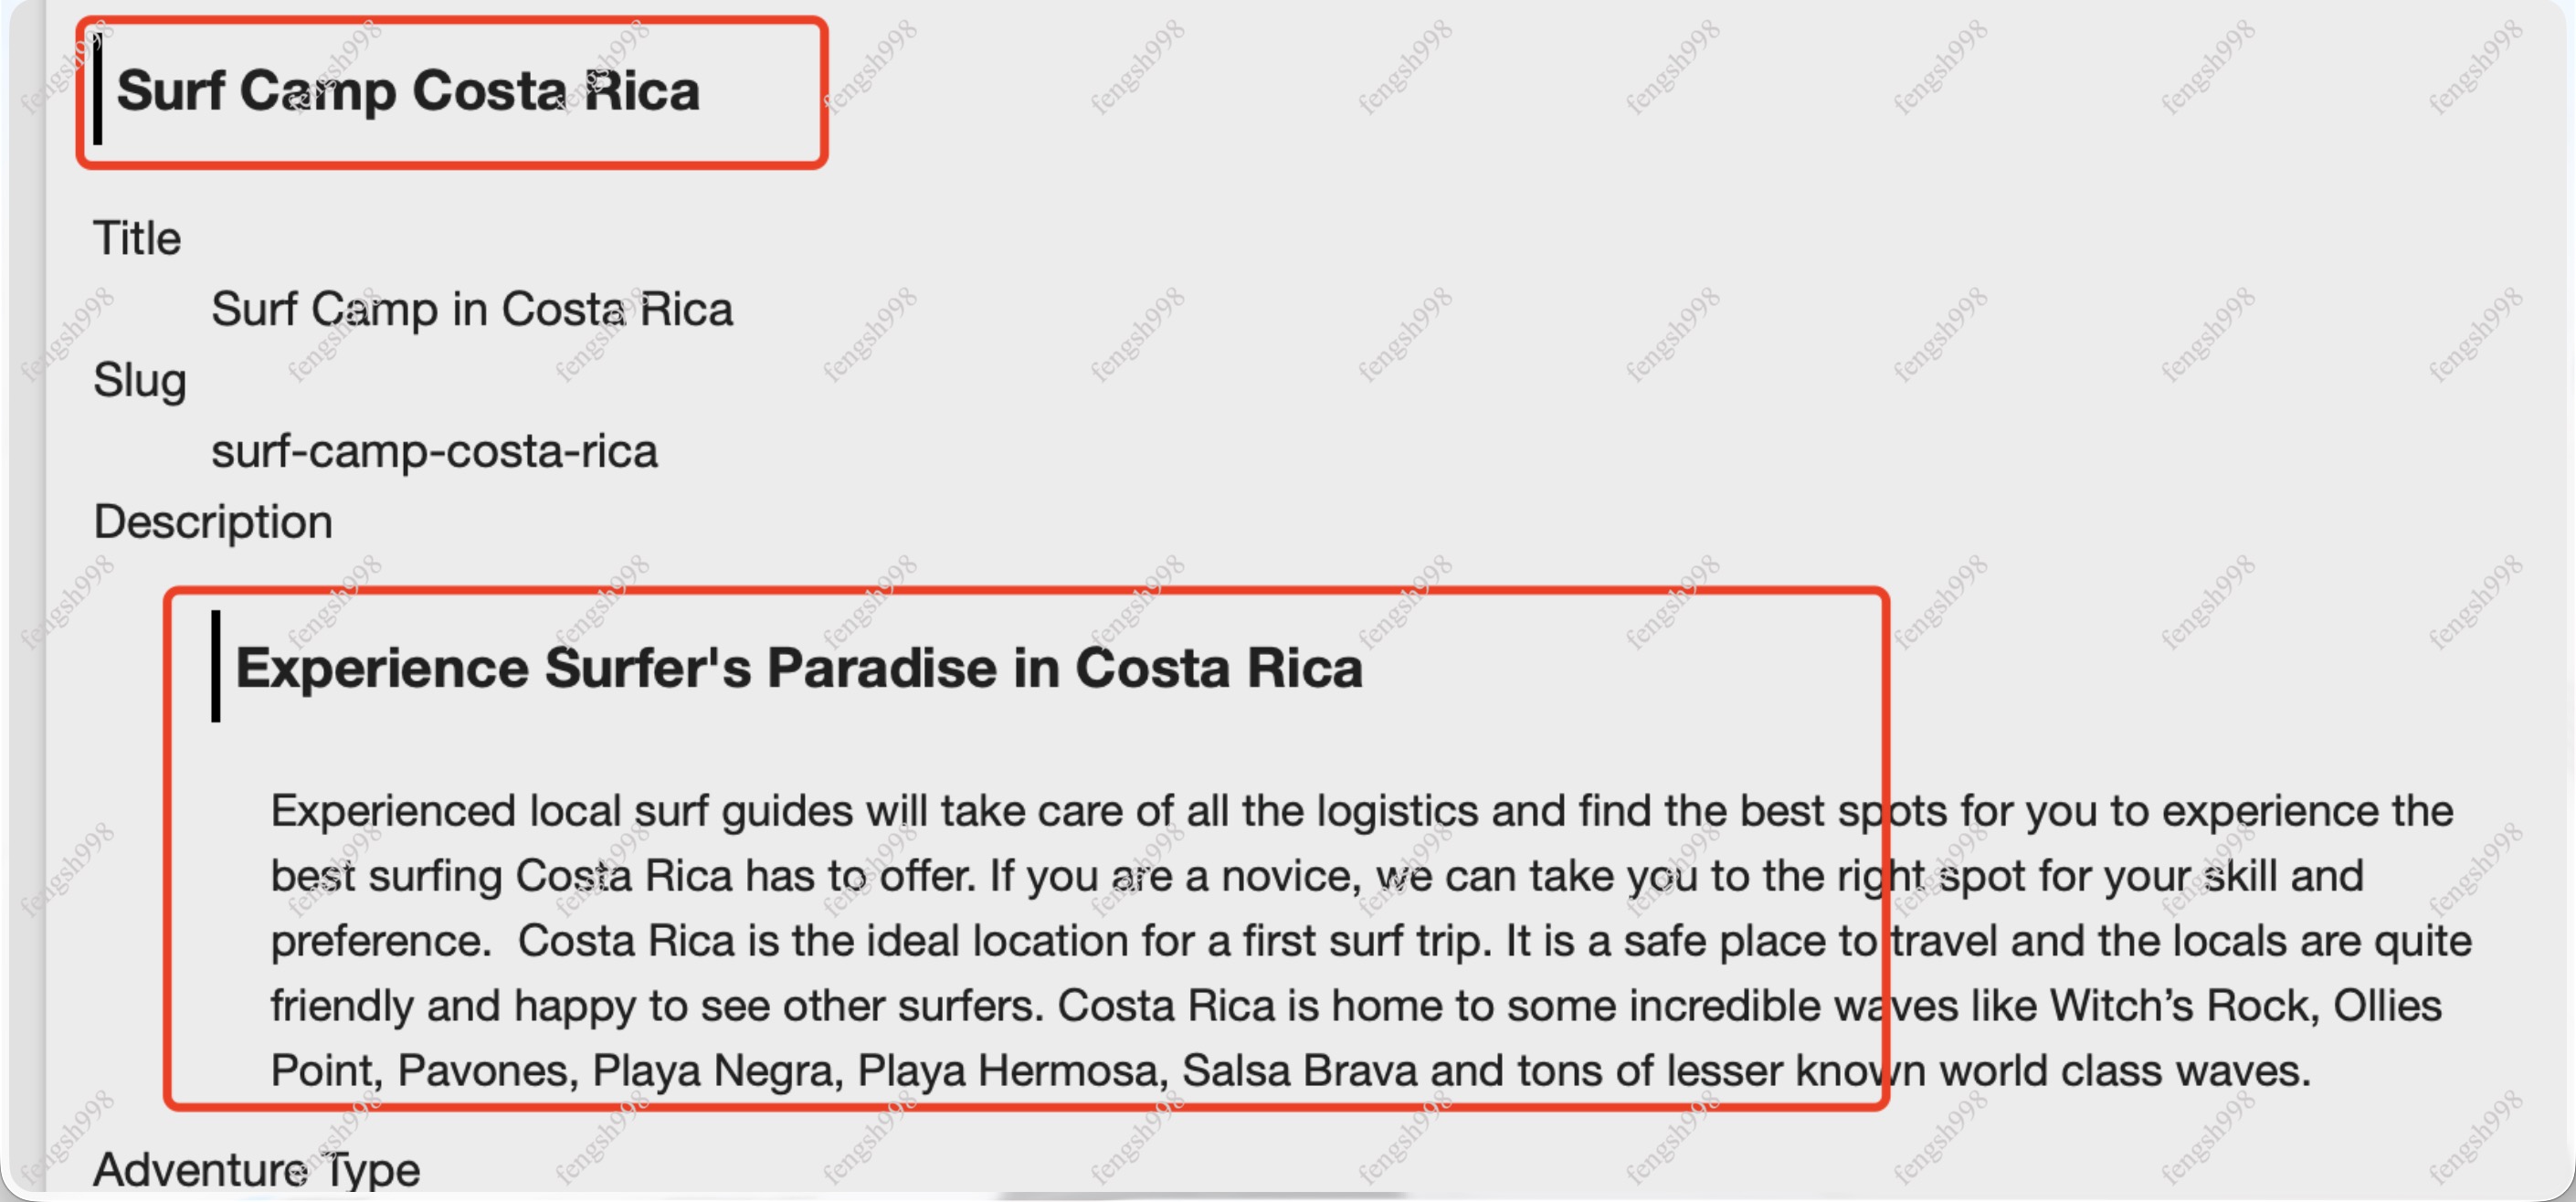 Surf Camp Costa Rica
Title
Surf Camp in Costa Rica
Slug
surf-camp-costa-rica
Description
Experience Surfer's Paradise in Costa Rica
Experienced local surf guides will take care of all the logistics and find the best spots for you to experience the
best surfing Costa Rica has to offer. If you are a novice, we can take you to the right spot for your skill and
preference.  Costa Rica is the ideal location for a first surf trip. It is a safe place to travel and the locals are quite
friendly and happy to see other surfers. Costa Rica is home to some incredible waves like Witch’s Rock, Ollies
Point, Pavones, Playa Negra, Playa Hermosa, Salsa Brava and tons of lesser known world class waves.
Adventure Type
fengsh998